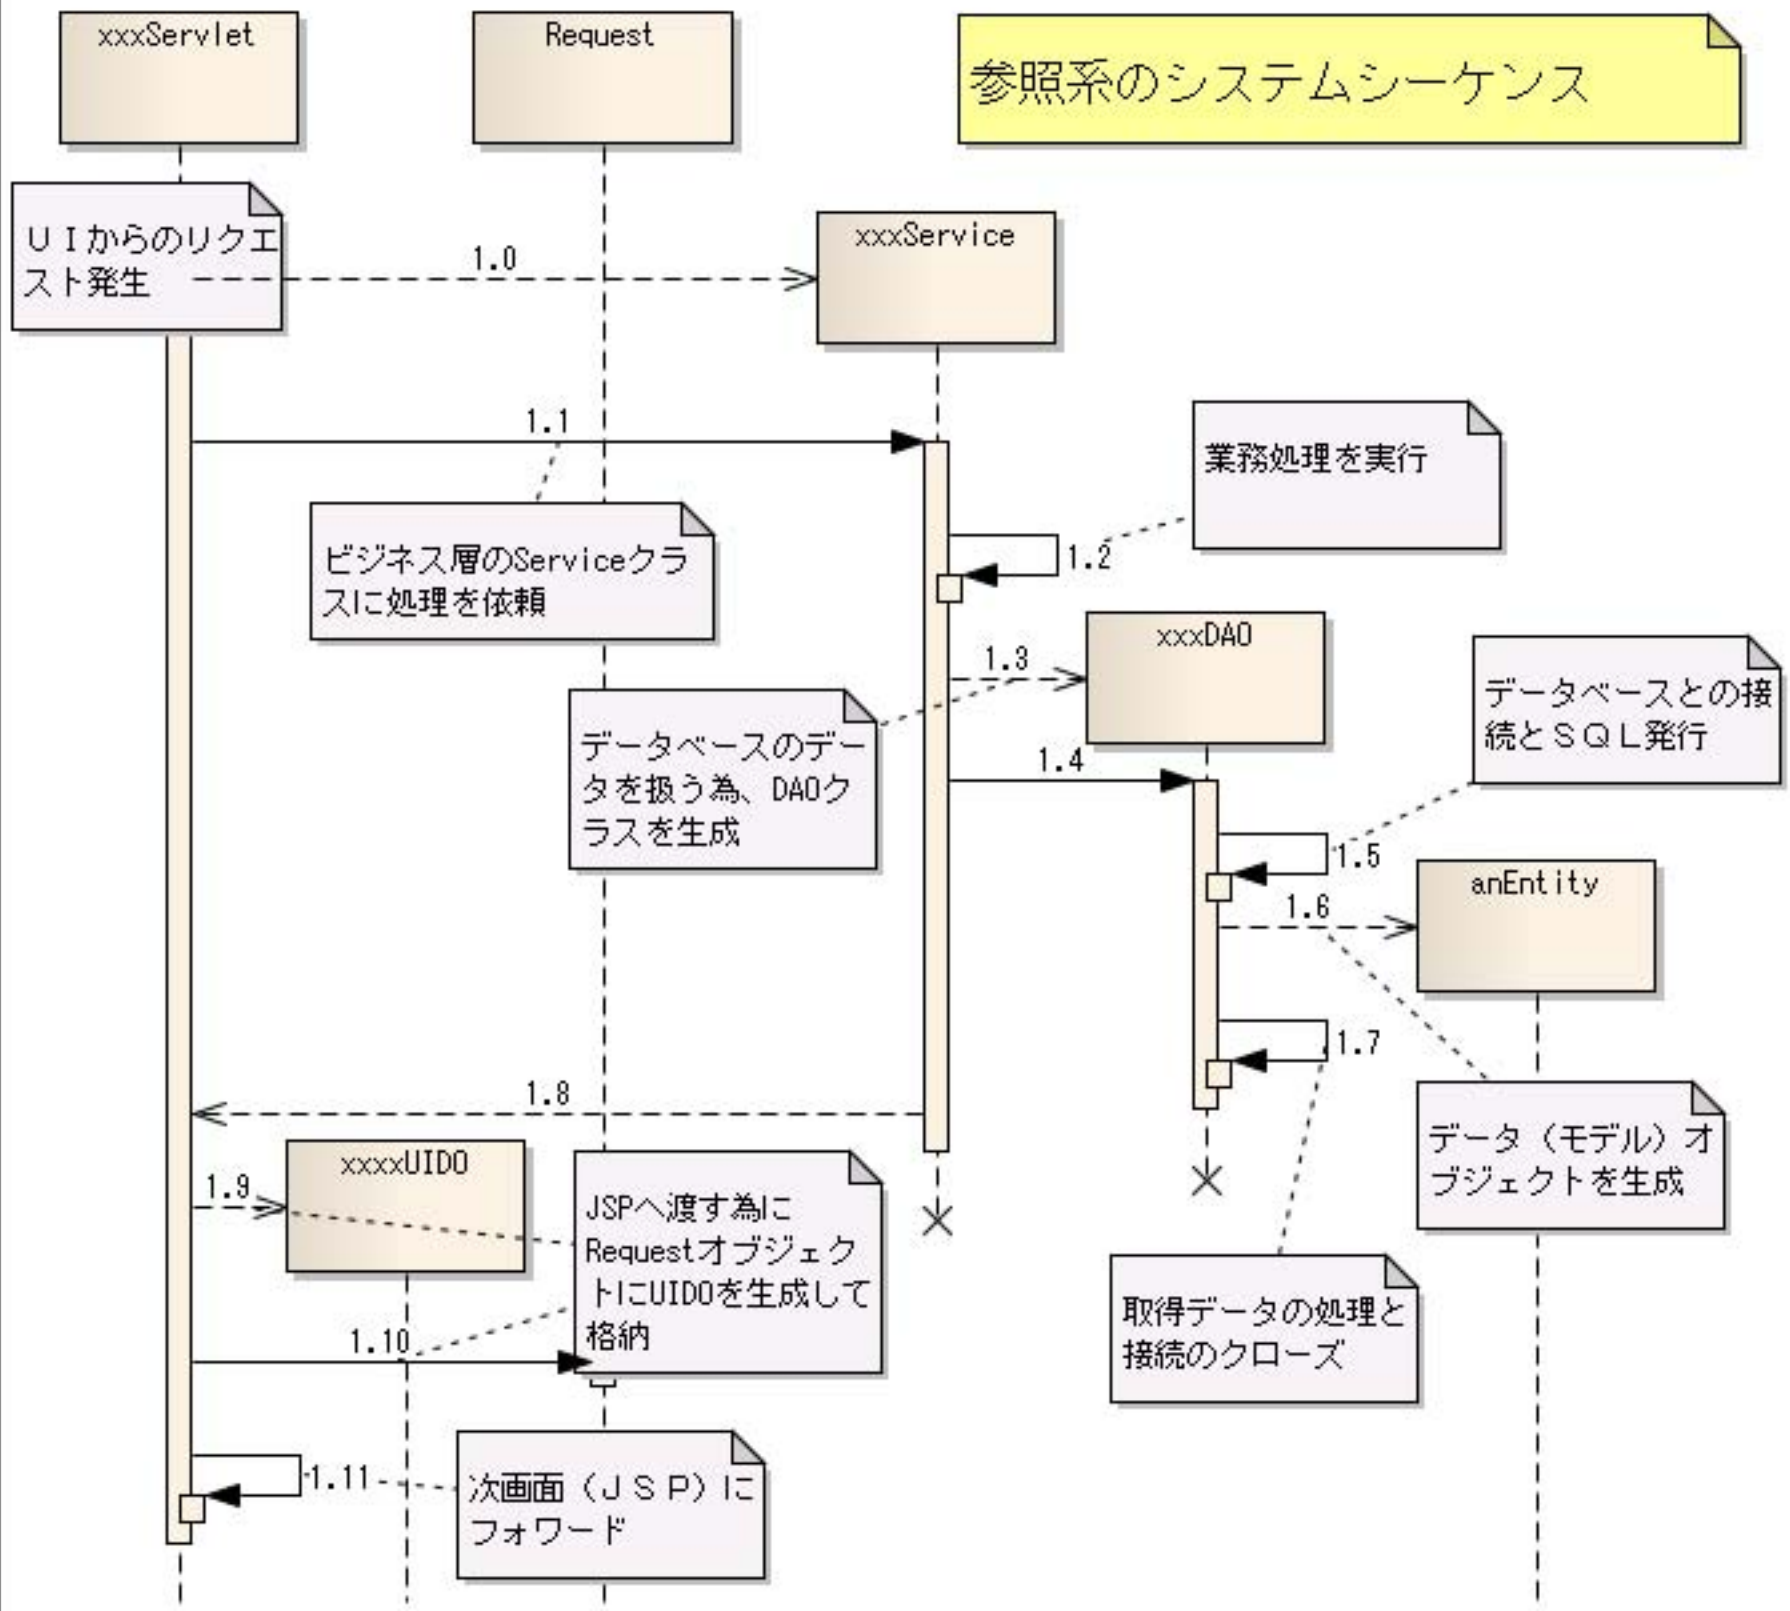 xxxServlet
Request
参照系のシステムシーケンス
ＵＩからのリクエ
スト発生
1.0
xxxService
1.1
業務処理を実行
ビジネス層のServiceクラ
スに処理を依頼
1.2
xxxDAO
1.3
データベースとの接
続とＳＱＬ発行
データベースのデー
タを扱う為、DAOク
ラスを生成
1.4
1.5
anEntity
1.6
1.7
1.8
データ（モデル）オ
ブジェクトを生成
xxxxUIDO
1.9
JSPへ渡す為に
Requestオブジェク
トにUIDOを生成して
格納
取得データの処理と
接続のクローズ
1.10
1.11
次画面（ＪＳＰ）に
フォワード